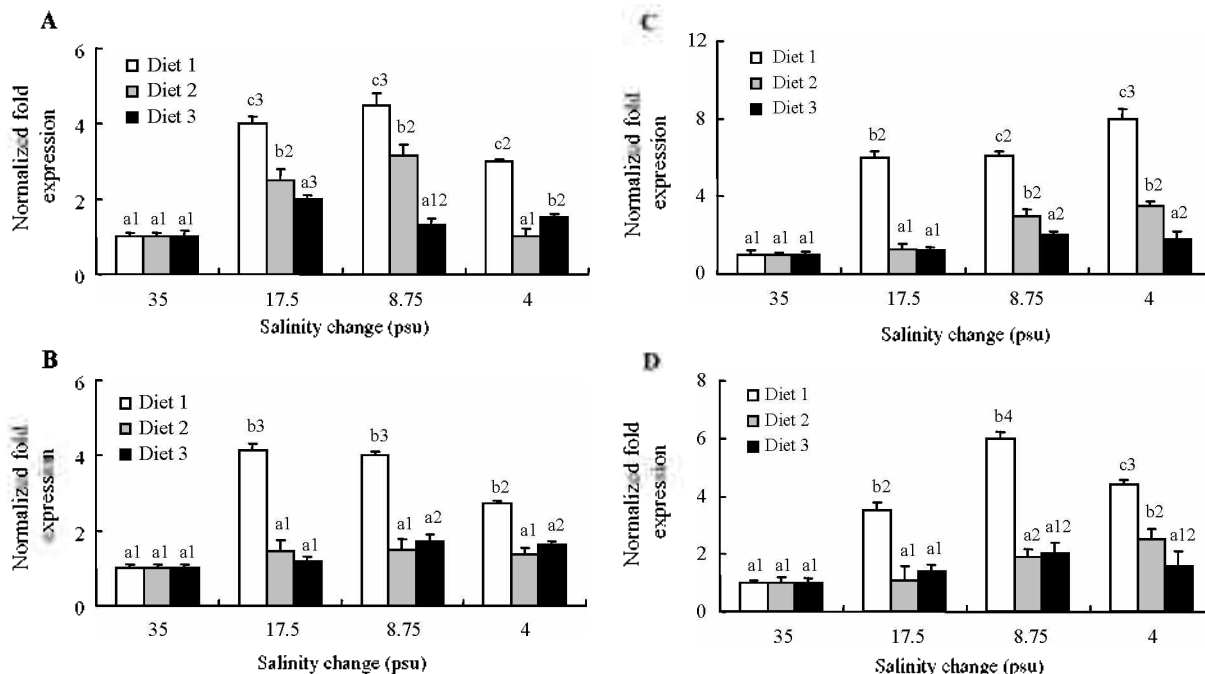 A
Normalized fold
expression
6
4
2
0
Diet 1
Diet 2
Diet 3
a1 a1 a1
c3
b2
a3
c3
b2
a12
c2
a1
b2
35 17.5 8.75 4
Salinity change (psu)
B
Normalized fold
expression
6
4
2
0
Diet 1
Diet 2
Diet 3
a1 a1 a1
b3
a1
a1
b3
a1
a2
b2
a1
a2
35 17.5 8.75 4
Salinity change (psu)
C
Normalized fold
expression
12
8
4
0
Diet 1
Diet 2
Diet 3
a1 a1 a1
b2
a1 a1
c2
b2
a2
c3
b2
a2
35 17.5 8.75 4
Salinity change (psu)
D
Normalized fold
expression
8
6
4
2
0
Diet 1
Diet 2
Diet 3
a1 a1 a1
b2
a1 a1
b4
a2
a12
c3
b2
a12
35 17.5 8.75 4
Salinity change (psu)